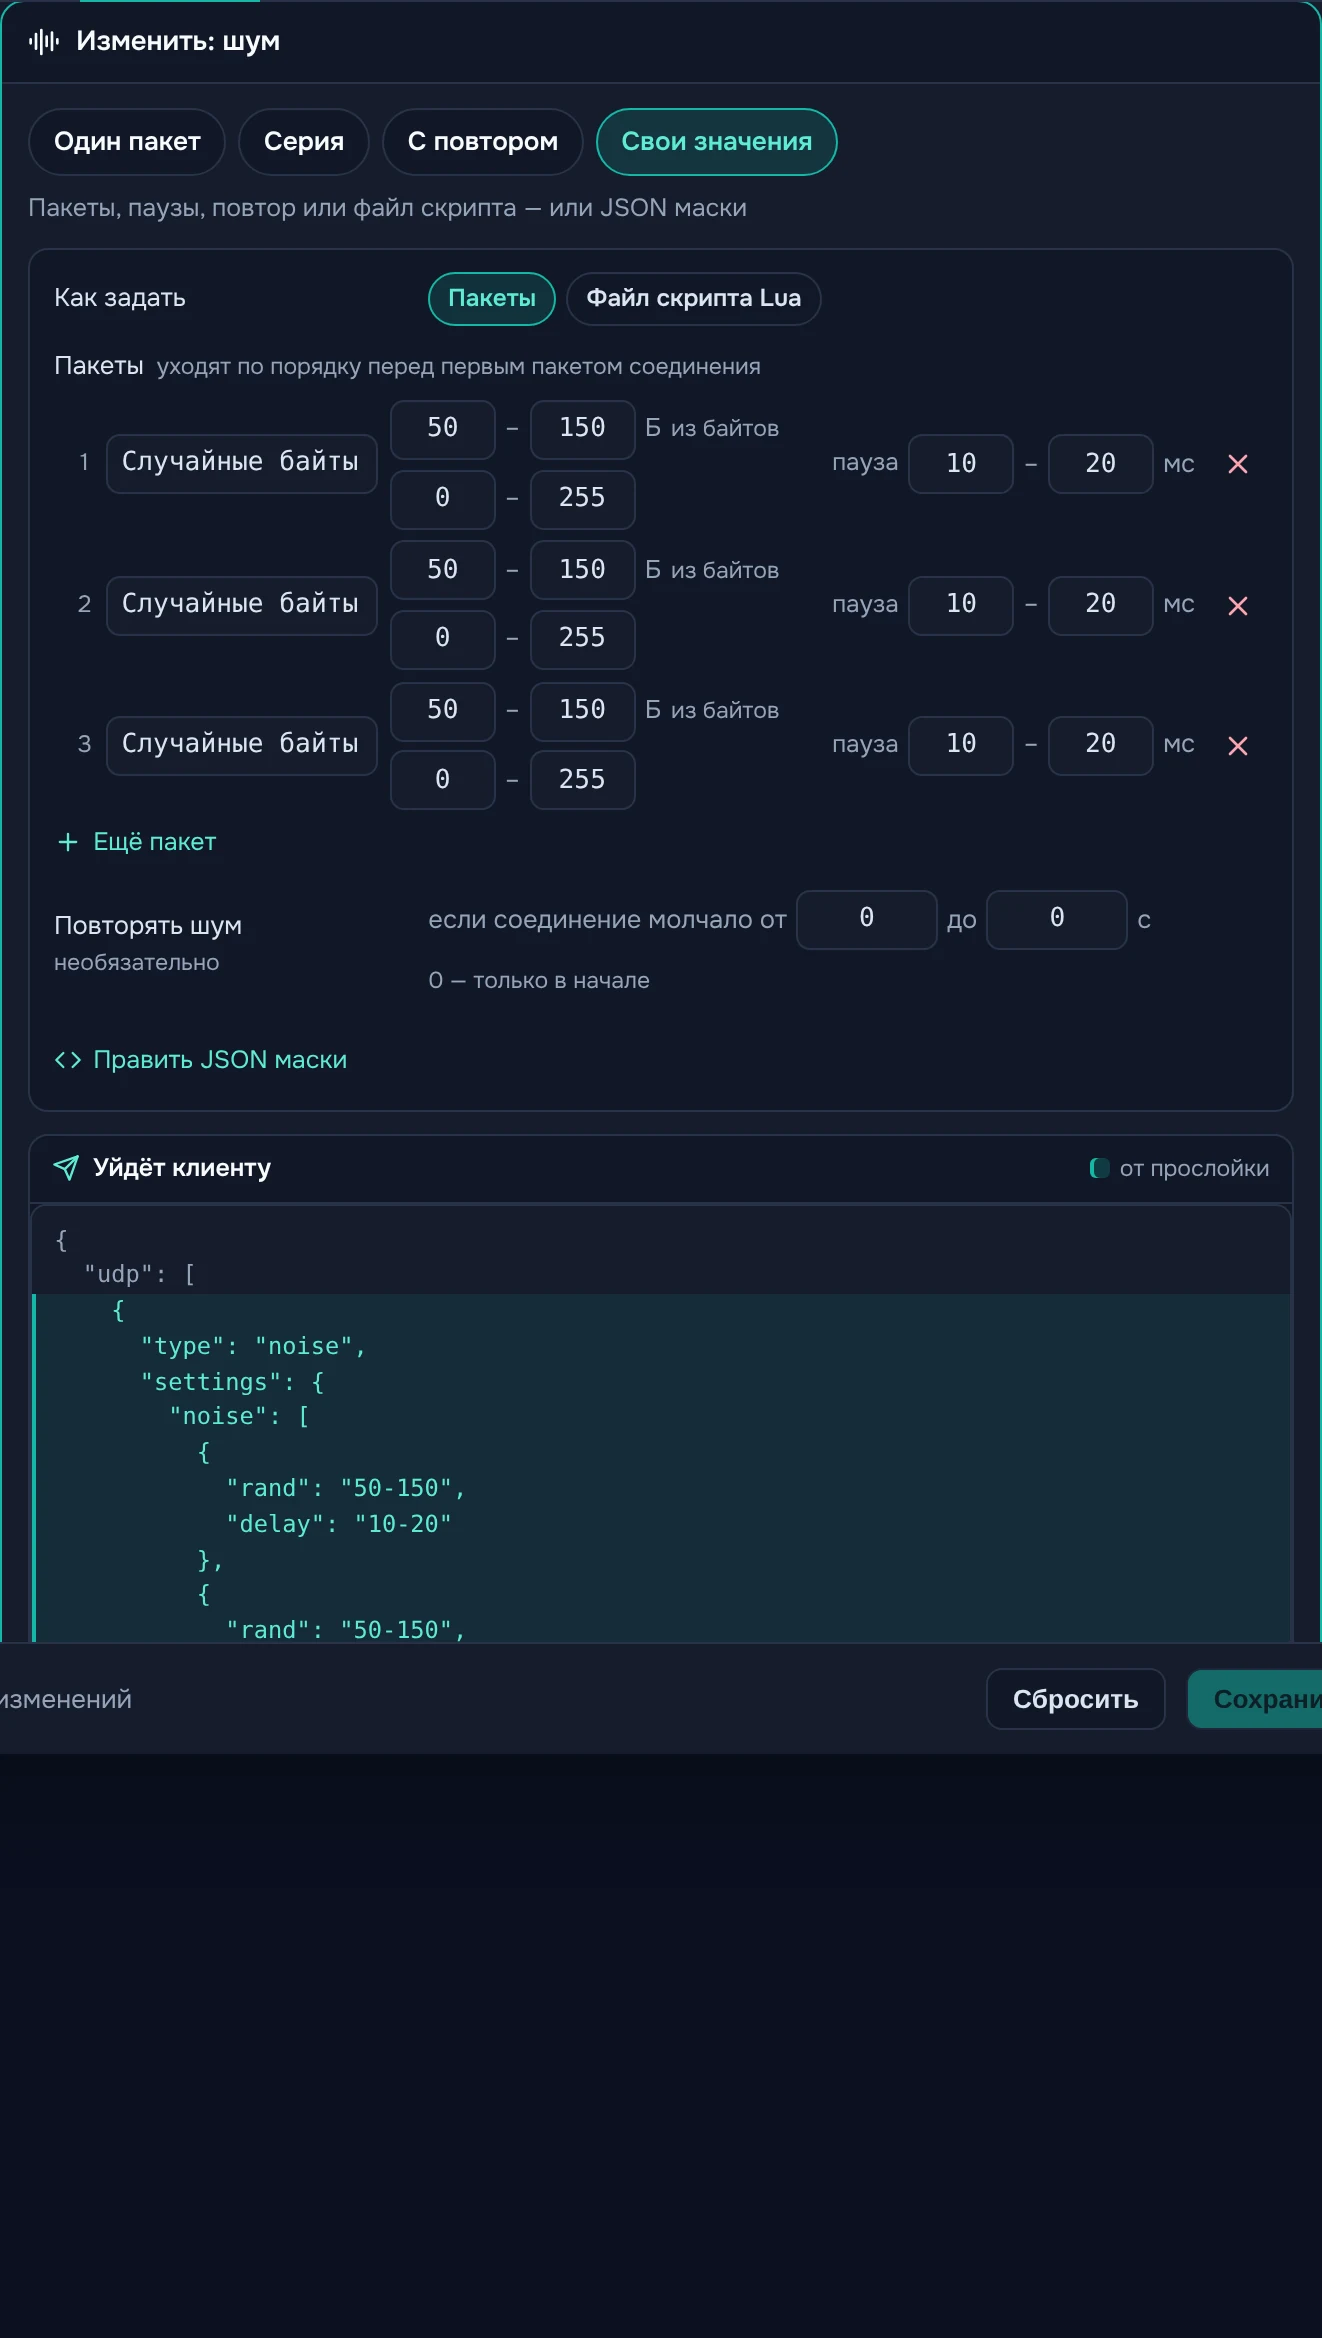 Изменить: шум
Один пакет Серия С повтором Свои значения
Пакеты, паузы, повтор или файл скрипта — или JSON маски
Как задать Пакеты Файл скрипта Lua
Пакеты уходят по порядку перед первым пакетом соединения
50 – 150 Б из байтов
1 Случайные байты пауза 10 – 20 мс
0 – 255
50 – 150 Б из байтов
2 Случайные байты пауза 10 – 20 мс
0 – 255
50 – 150 Б из байтов
3 Случайные байты пауза 10 – 20 мс
0 – 255
+ Ещё пакет
Повторять шум если соединение молчало от 0 до 0 с
необязательно
0 — только в начале
<> Править JSON маски
Уйдёт клиенту от прослойки
{
"udp": [
{
"type": "noise",
"settings": {
"noise": [
{
"rand": "50-150",
"delay": "10-20"
},
{
"rand": "50-150",
изменений Сбросить Сохрани